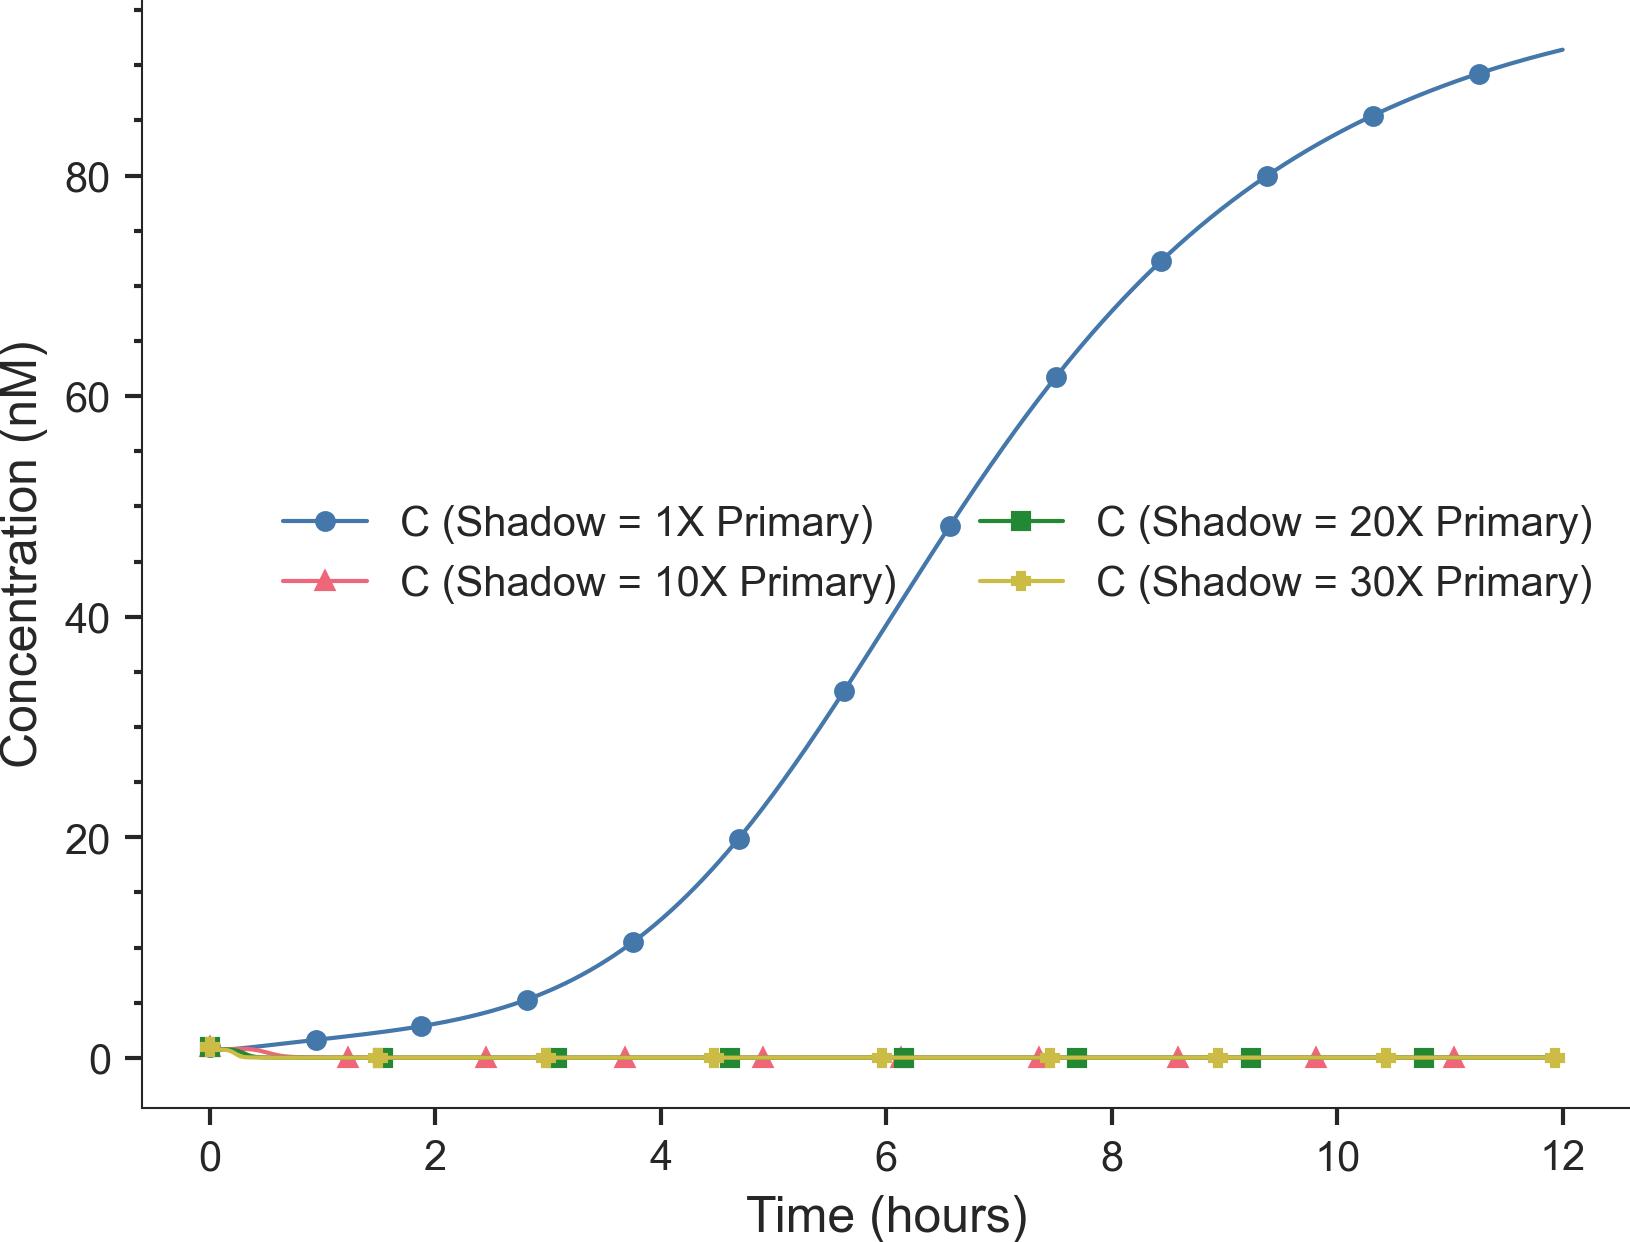 80
60
40
20
0
Concentration (nM)
C (Shadow = 1X Primary)
C (Shadow = 10X Primary)
C (Shadow = 20X Primary)
C (Shadow = 30X Primary)
0 2 4 6 8 10 12
Time (hours)